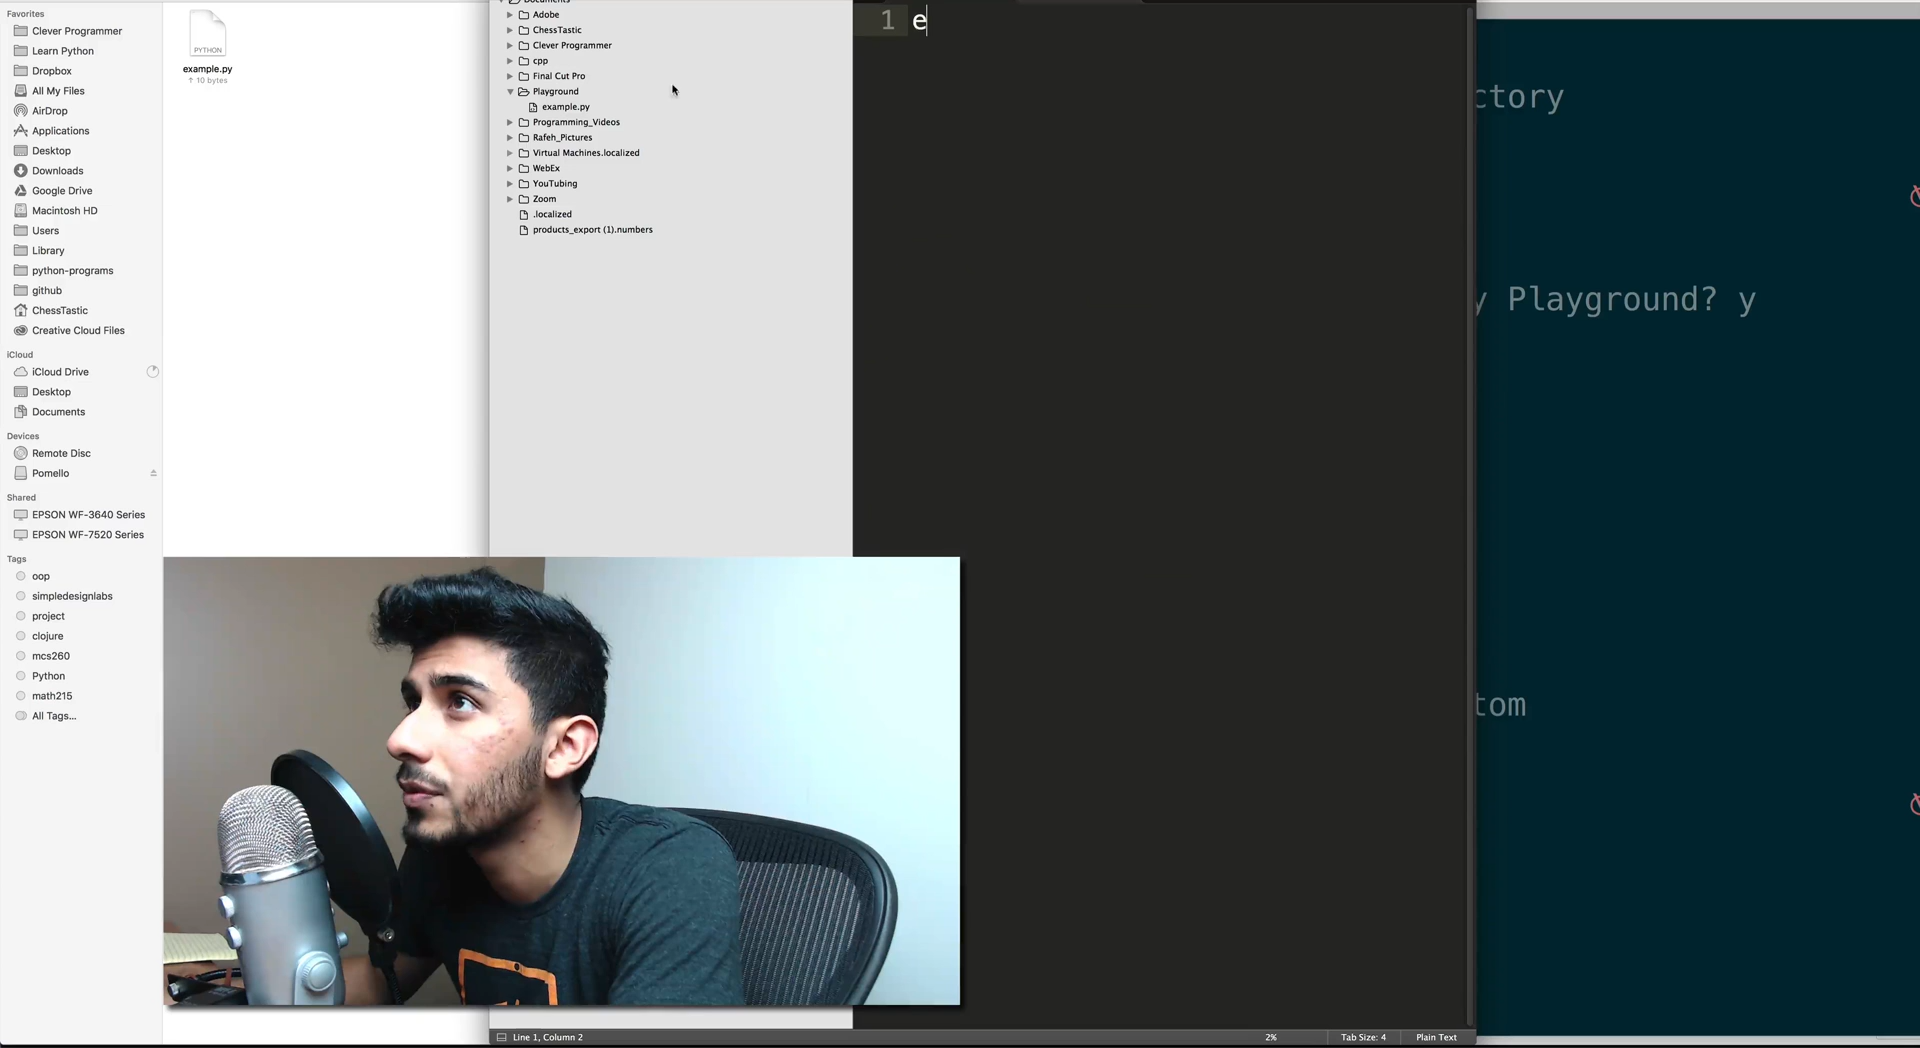 Favorites
Clever Programmer
Learn Python
Dropbox
All My Files
AirDrop
Applications
Desktop
Downloads
Google Drive
Macintosh HD
Users
Library
python-programs
github
ChessTastic
Creative Cloud Files
iCloud
iCloud Drive
Desktop
Documents
Devices
Remote Disc
Pomello
Shared
EPSON WF-3640 Series
EPSON WF-7520 Series
Tags
oop
simpledesignlabs
project
clojure
mcs260
Python
math215
All Tags...
PYTHON
example.py
↑ 10 bytes
Documents
Adobe
ChessTastic
Clever Programmer
cpp
Final Cut Pro
Playground
example.py
Programming_Videos
Rafeh_Pictures
Virtual Machines.localized
WebEx
YouTubing
Zoom
.localized
products_export (1).numbers
1 e
ctory
y Playground? y
tom
Line 1, Column 2
2%
Tab Size: 4
Plain Text